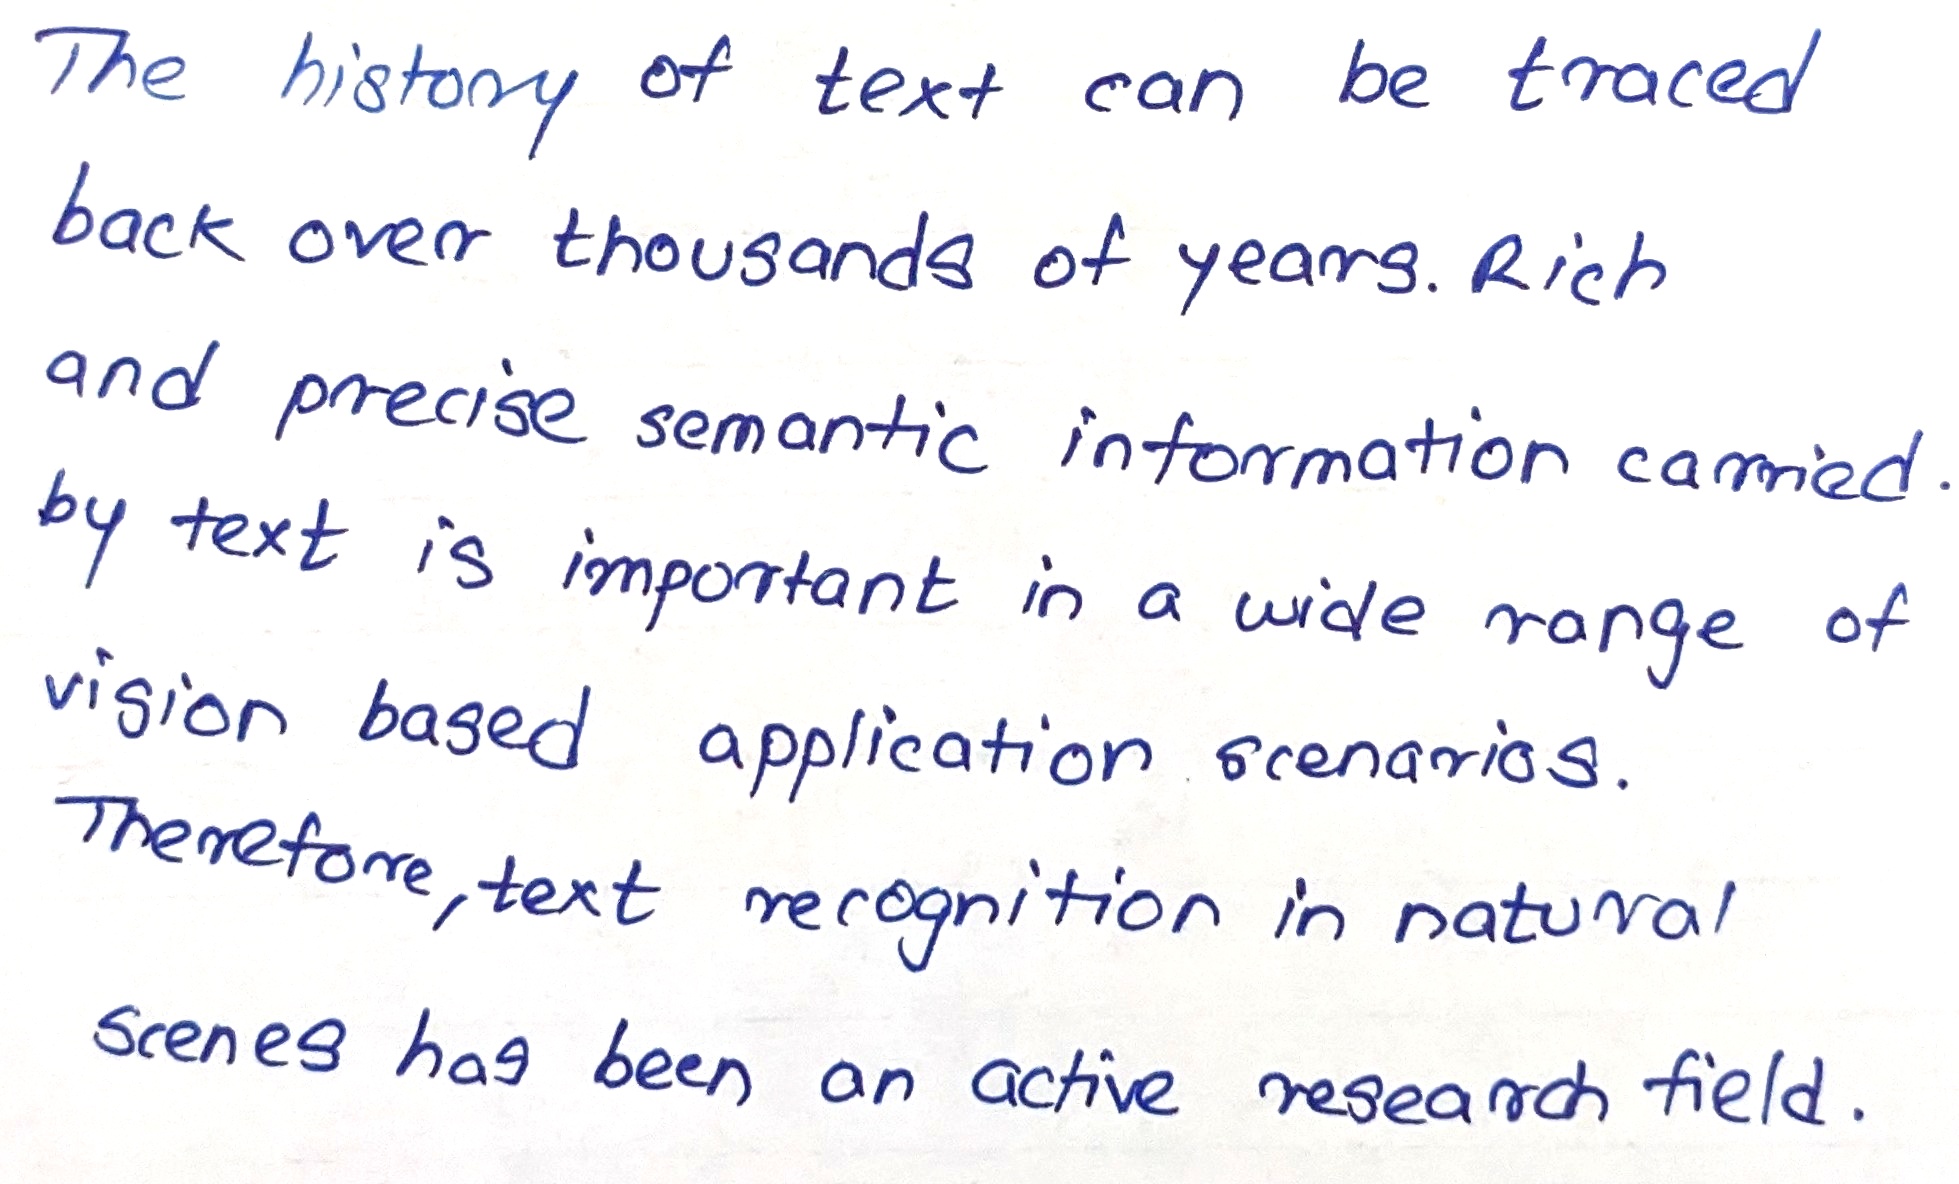 The history of text can be traced
back over thousands of years. Rich
and precise semantic information carried.
by text is important in a wide range of
vision based application scenarios.
Therefore, text recognition in natural
scenes has been an active research field.